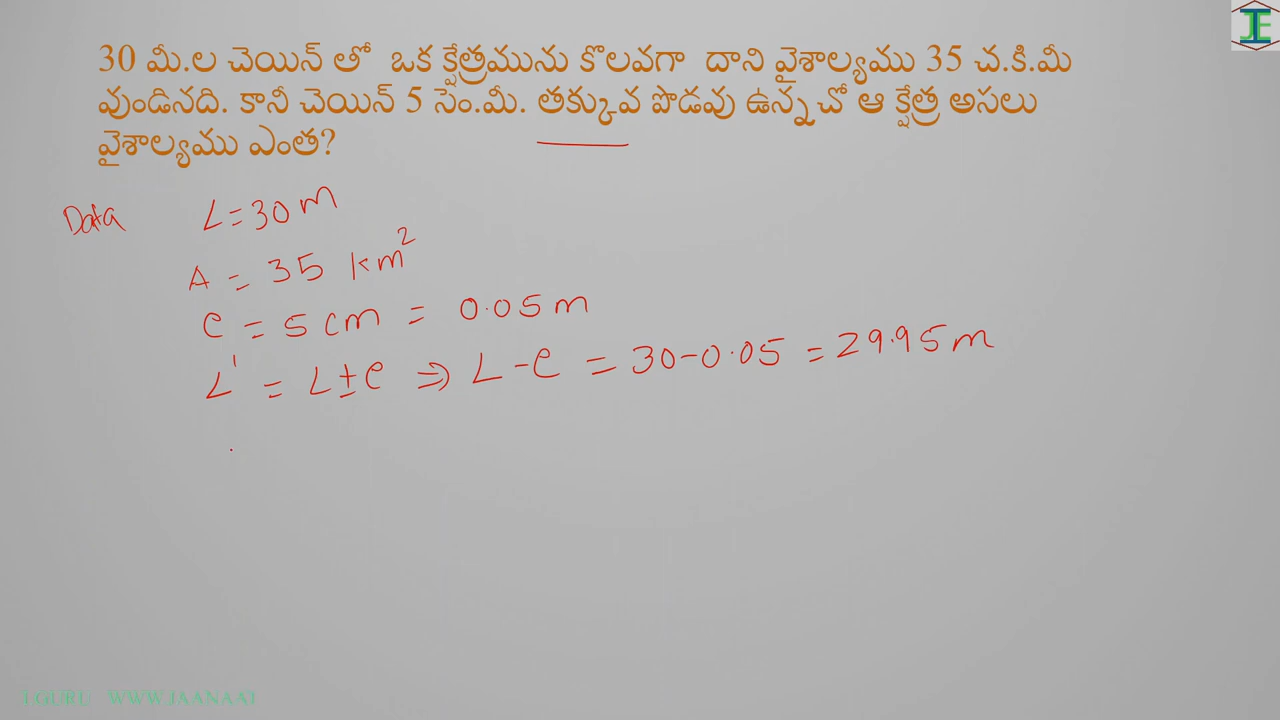 30 మీ.ల చెయిన్ తో ఒక క్షేత్రమును కొలవగా దాని వైశాల్యము 35 చ.కి.మీ
వుండినది. కానీ చెయిన్ 5 సెం.మీ. తక్కువ పొడవు ఉన్నచో ఆ క్షేత్ర అసలు
వైశాల్యము ఎంత?
Data L = 30 m
A = 35 km²
e = 5 cm = 0.05 m
L' = L ± e ⇒ L - e = 30 - 0.05 = 29.95 m